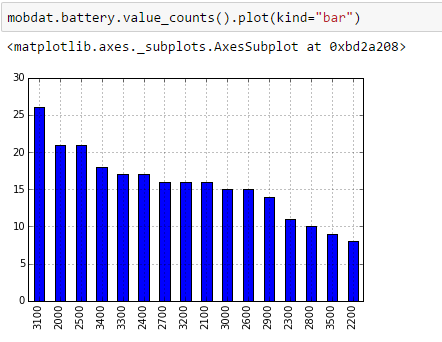 mobdat.battery.value_counts().plot(kind="bar")
<matplotlib.axes._subplots.AxesSubplot at 0xbd2a208>
30
25
20
15
10
5
0
3100 2000 2500 3400 3300 2400 2700 3200 2100 3000 2600 2900 2300 2800 3500 2200